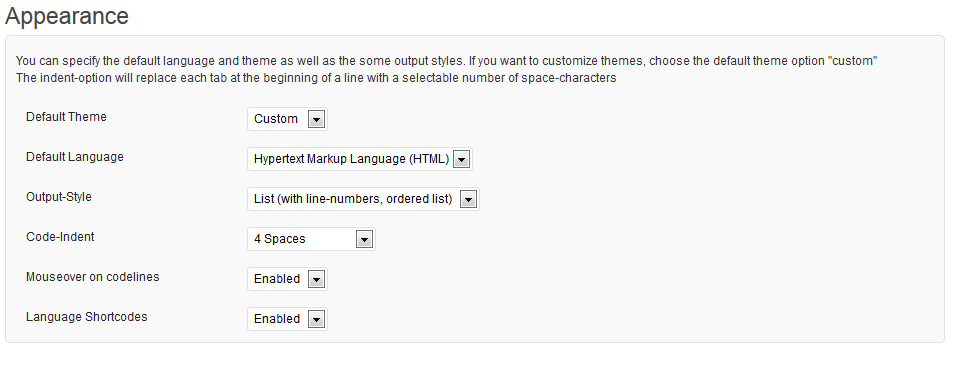 Appearance
You can specify the default language and theme as well as the some output styles. If you want to customize themes, choose the default theme option "custom"
The indent-option will replace each tab at the beginning of a line with a selectable number of space-characters
Default Theme Custom
Default Language Hypertext Markup Language (HTML)
Output-Style List (with line-numbers, ordered list)
Code-Indent 4 Spaces
Mouseover on codelines Enabled
Language Shortcodes Enabled